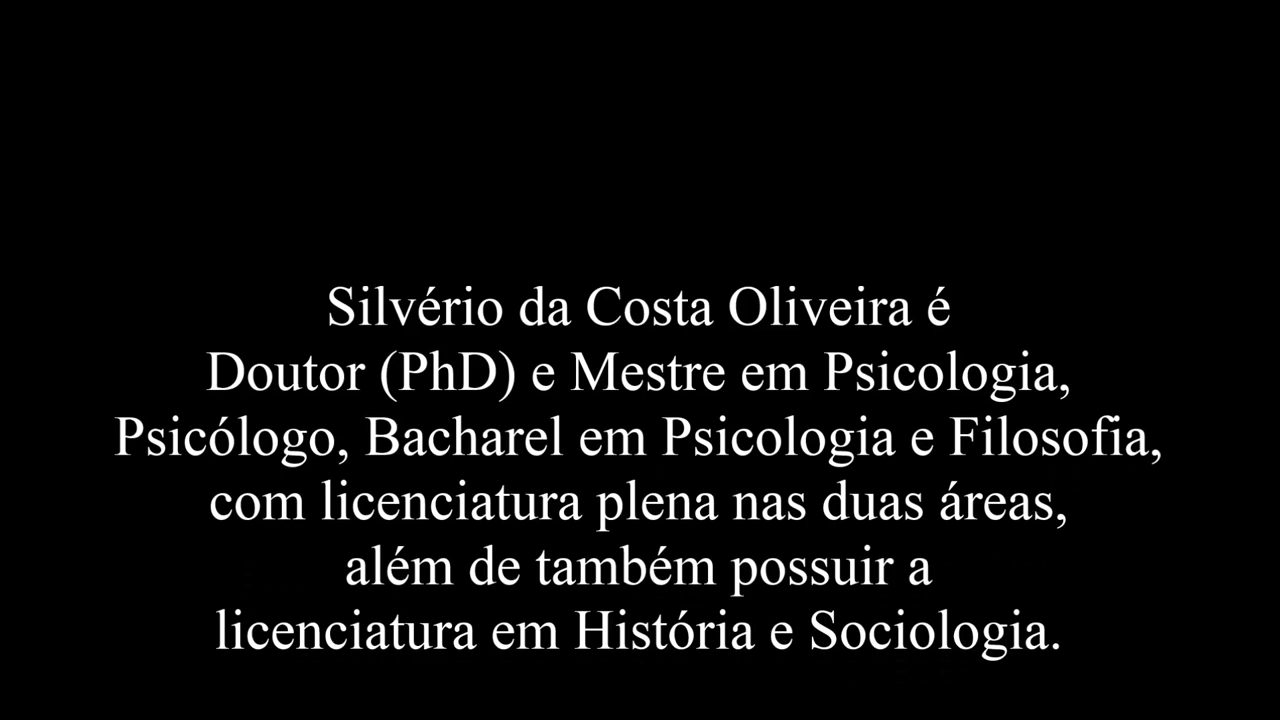 Silvério da Costa Oliveira é
Doutor (PhD) e Mestre em Psicologia,
Psicólogo, Bacharel em Psicologia e Filosofia,
com licenciatura plena nas duas áreas,
além de também possuir a
licenciatura em História e Sociologia.